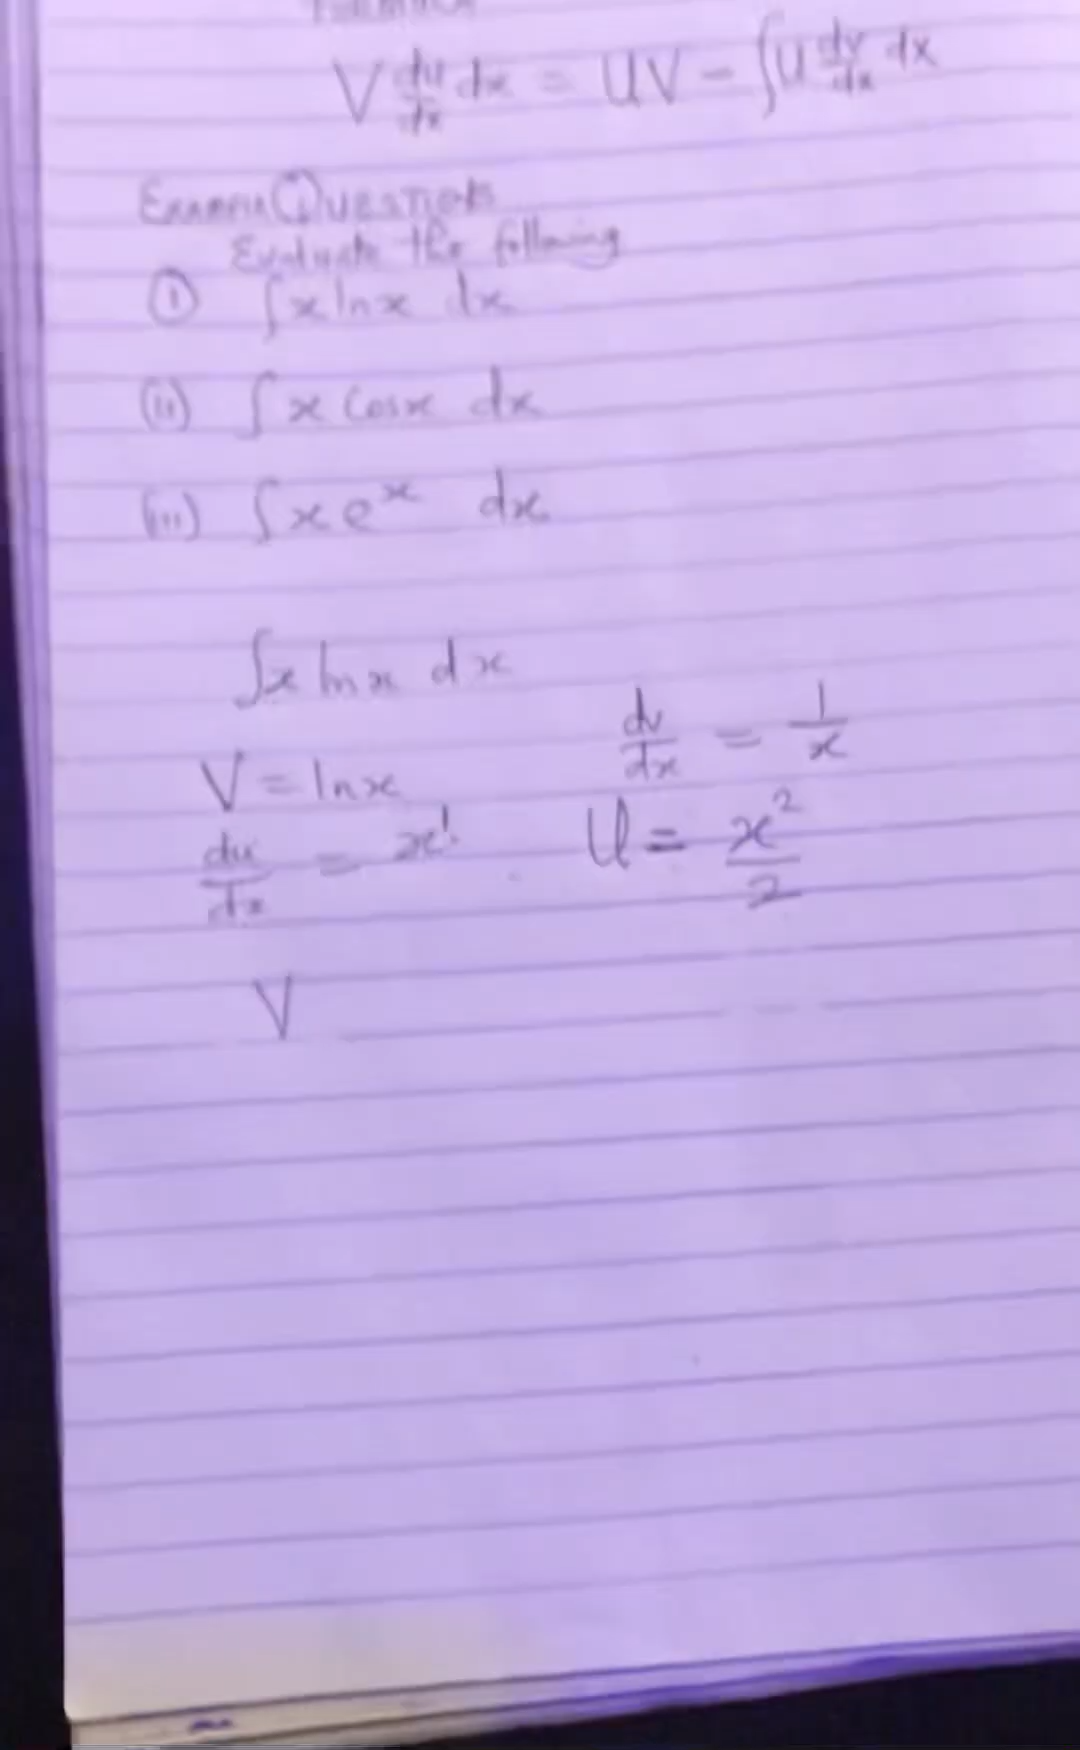 V du/dx dx = UV - ∫U dv/dx dx
Questions
Evaluate the following
(i) ∫x ln x dx
(ii) ∫ x Cos x dx
(iii) ∫ x e^x dx
∫x ln x dx
V = ln x dv/dx = 1/x
du/dx = x¹ U = x²/2
V